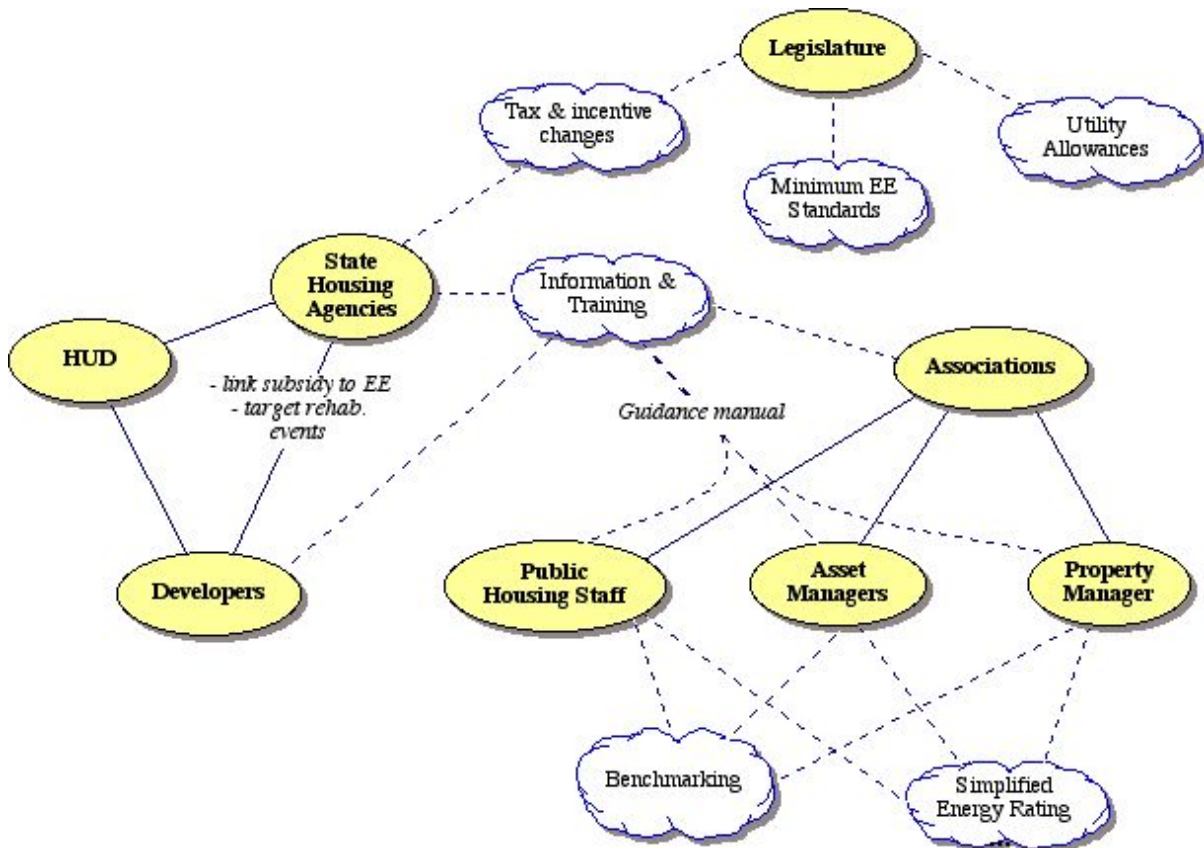 Legislature
Tax & incentive
changes
Utility
Allowances
Minimum EE
Standards
State
Housing
Agencies
Information &
Training
HUD
- link subsidy to EE
- target rehab.
events
Associations
Guidance manual
Developers
Public
Housing Staff
Asset
Managers
Property
Manager
Benchmarking
Simplified
Energy Rating
...